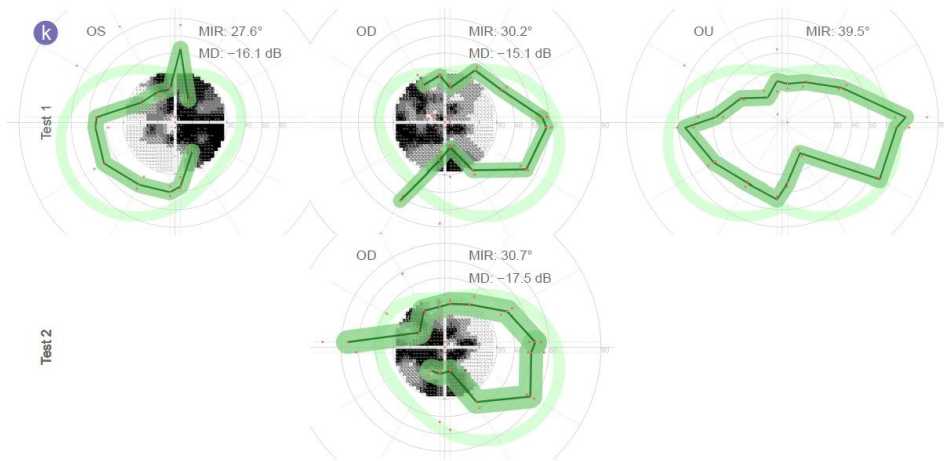 k
OS
MIR: 27.6°
MD: −16.1 dB
OD
MIR: 30.2°
MD: −15.1 dB
OU
MIR: 39.5°
Test 1
OD
MIR: 30.7°
MD: −17.5 dB
Test 2